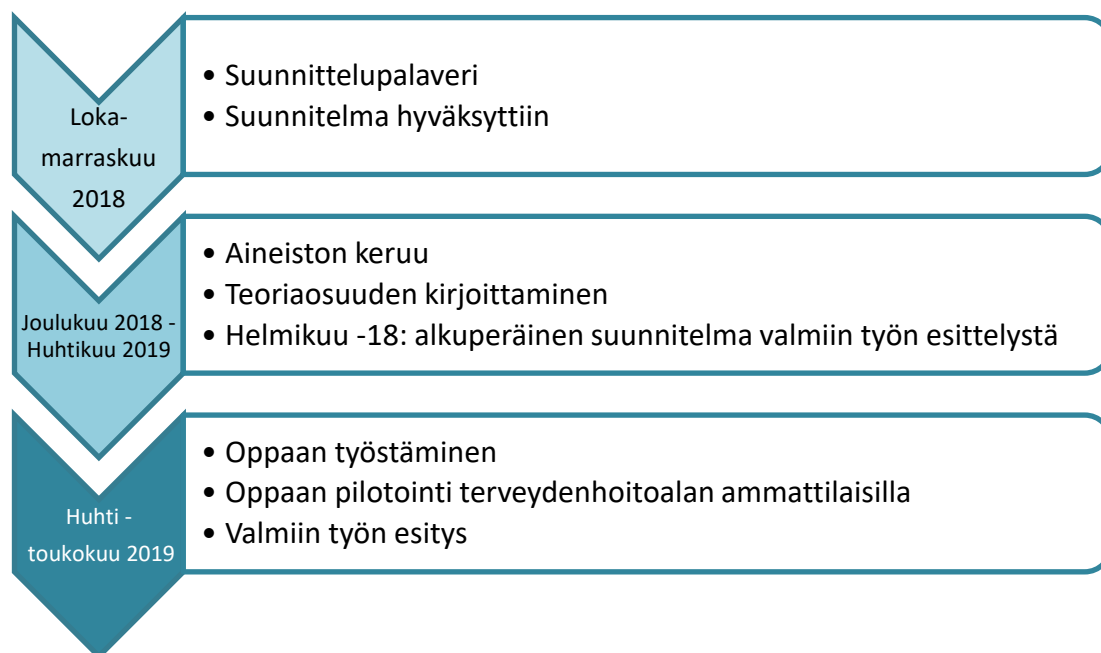 Loka-
marraskuu
2018
• Suunnittelupalaveri
• Suunnitelma hyväksyttiin
Joulukuu 2018 -
Huhtikuu 2019
• Aineiston keruu
• Teoriaosuuden kirjoittaminen
• Helmikuu -18: alkuperäinen suunnitelma valmiin työn esittelystä
Huhti -
toukokuu 2019
• Oppaan työstäminen
• Oppaan pilotointi terveydenhoitoalan ammattilaisilla
• Valmiin työn esitys